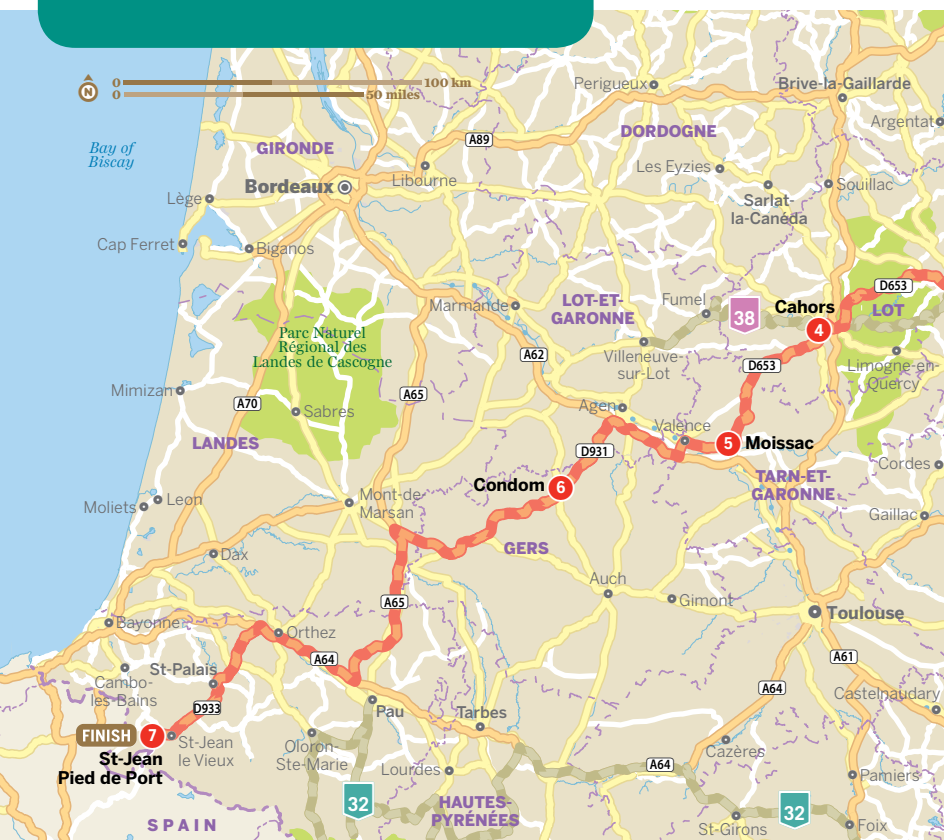 0
100 km
N
0
50 miles
Perigueux
Brive-la-Gaillarde
Argentat
Bay of
Biscay
GIRONDE
A89
DORDOGNE
Les Eyzies
Libourne
Bordeaux
Souillac
Sarlat-
la-Canéda
Lège
Cap Ferret
Biganos
D653
Marmande
LOT-ET-
GARONNE
Fumel
38
Cahors
4
LOT
Parc Naturel
Régional des
Landes de Gascogne
A62
Villeneuve-
sur-Lot
D653
Limogne-en-
Quercy
Mimizan
A70
Sabres
A65
Agen
Valence
LANDES
D931
5
Moissac
Cordes
Condom
6
TARN-ET-
GARONNE
Moliets
Leon
Mont-de-
Marsan
Gaillac
Dax
GERS
Auch
Gimont
A65
Toulouse
Bayonne
Orthez
A64
A61
St-Palais
Cambo-
les-Bains
A64
Castelnaudary
D933
Pau
Tarbes
FINISH
7
St-Jean
le Vieux
St-Jean
Pied de Port
Oloron-
Ste-Marie
Lourdes
Cazères
A64
Pamiers
32
HAUTES-
PYRÉNÉES
32
SPAIN
St-Girons
Foix